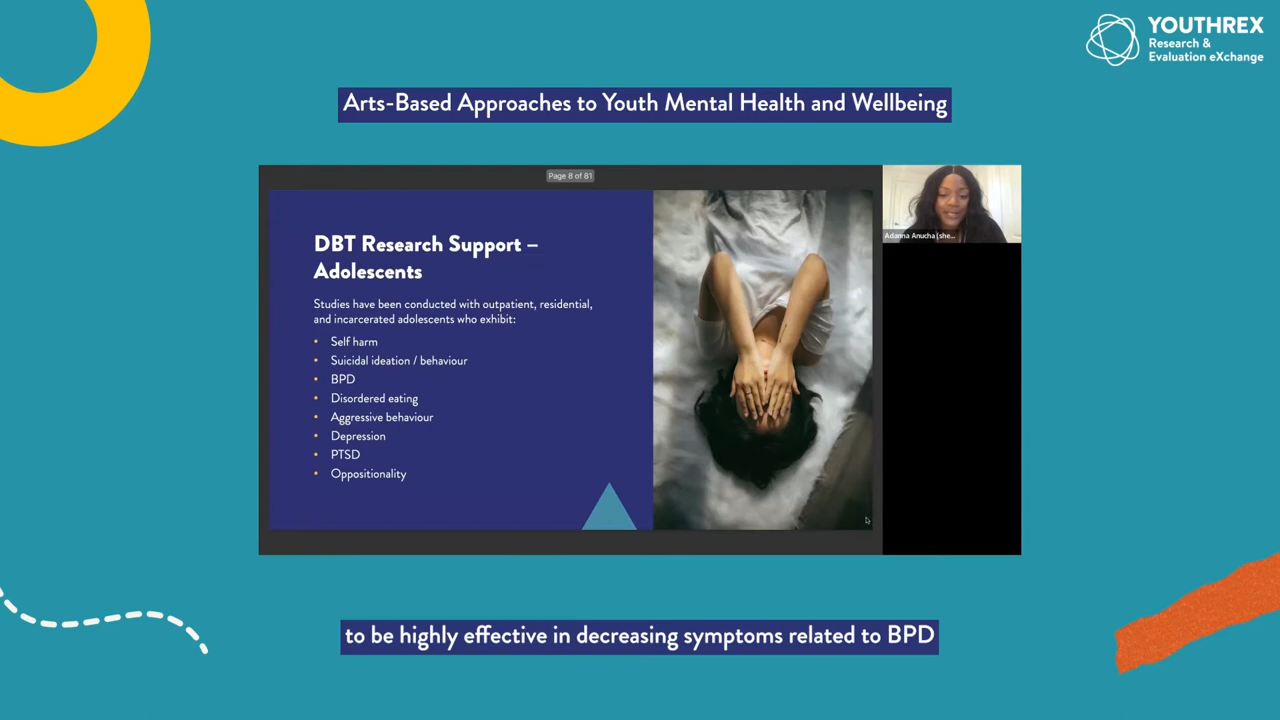 YOUTHREX
Research &
Evaluation eXchange
Arts-Based Approaches to Youth Mental Health and Wellbeing
Page 8 of 81
DBT Research Support –
Adolescents
Studies have been conducted with outpatient, residential,
and incarcerated adolescents who exhibit:
• Self harm
• Suicidal ideation / behaviour
• BPD
• Disordered eating
• Aggressive behaviour
• Depression
• PTSD
• Oppositionality
Adanna Anucha (she...
to be highly effective in decreasing symptoms related to BPD